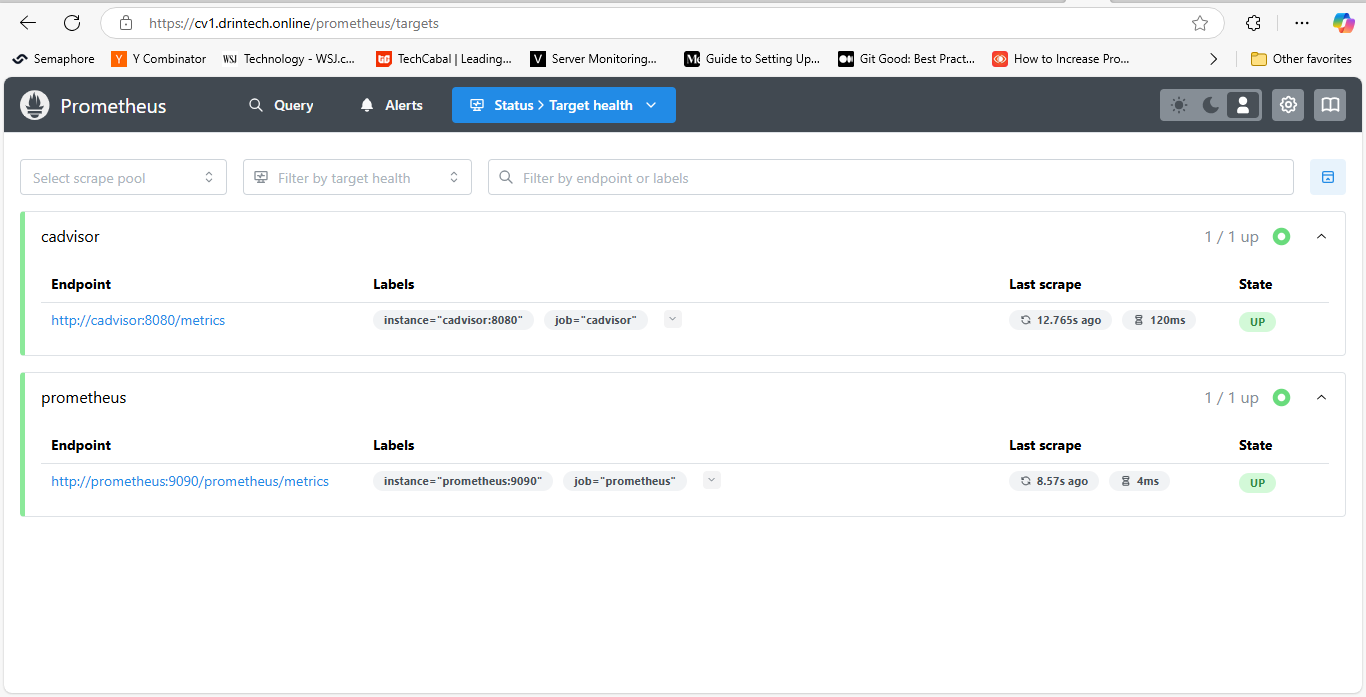 https://cv1.drintech.online/prometheus/targets
Semaphore Y Y Combinator WSJ Technology - WSJ.c... TC TechCabal | Leading... V Server Monitoring... Guide to Setting Up... Git Good: Best Pract... How to Increase Pro... Other favorites
Prometheus Query Alerts Status > Target health
Select scrape pool Filter by target health Filter by endpoint or labels
cadvisor 1 / 1 up
Endpoint Labels Last scrape State
http://cadvisor:8080/metrics instance="cadvisor:8080" job="cadvisor" 12.765s ago 120ms UP
prometheus 1 / 1 up
Endpoint Labels Last scrape State
http://prometheus:9090/prometheus/metrics instance="prometheus:9090" job="prometheus" 8.57s ago 4ms UP